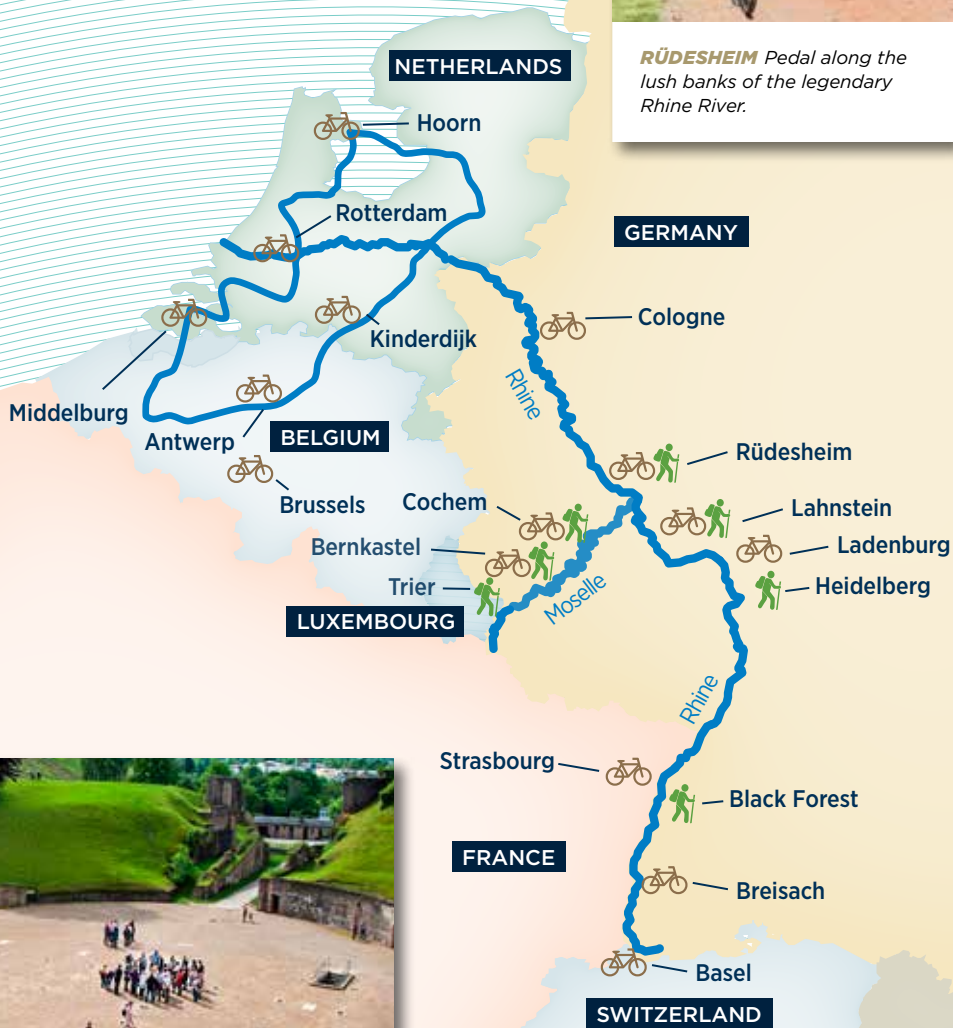 RÜDESHEIM Pedal along the
lush banks of the legendary
Rhine River.
NETHERLANDS
Hoorn
Rotterdam
GERMANY
Cologne
Kinderdijk
Rhine
Middelburg
Antwerp
BELGIUM
Brussels
Rüdesheim
Cochem
Lahnstein
Bernkastel
Ladenburg
Trier
Heidelberg
Moselle
LUXEMBOURG
Rhine
Strasbourg
Black Forest
FRANCE
Breisach
Basel
SWITZERLAND